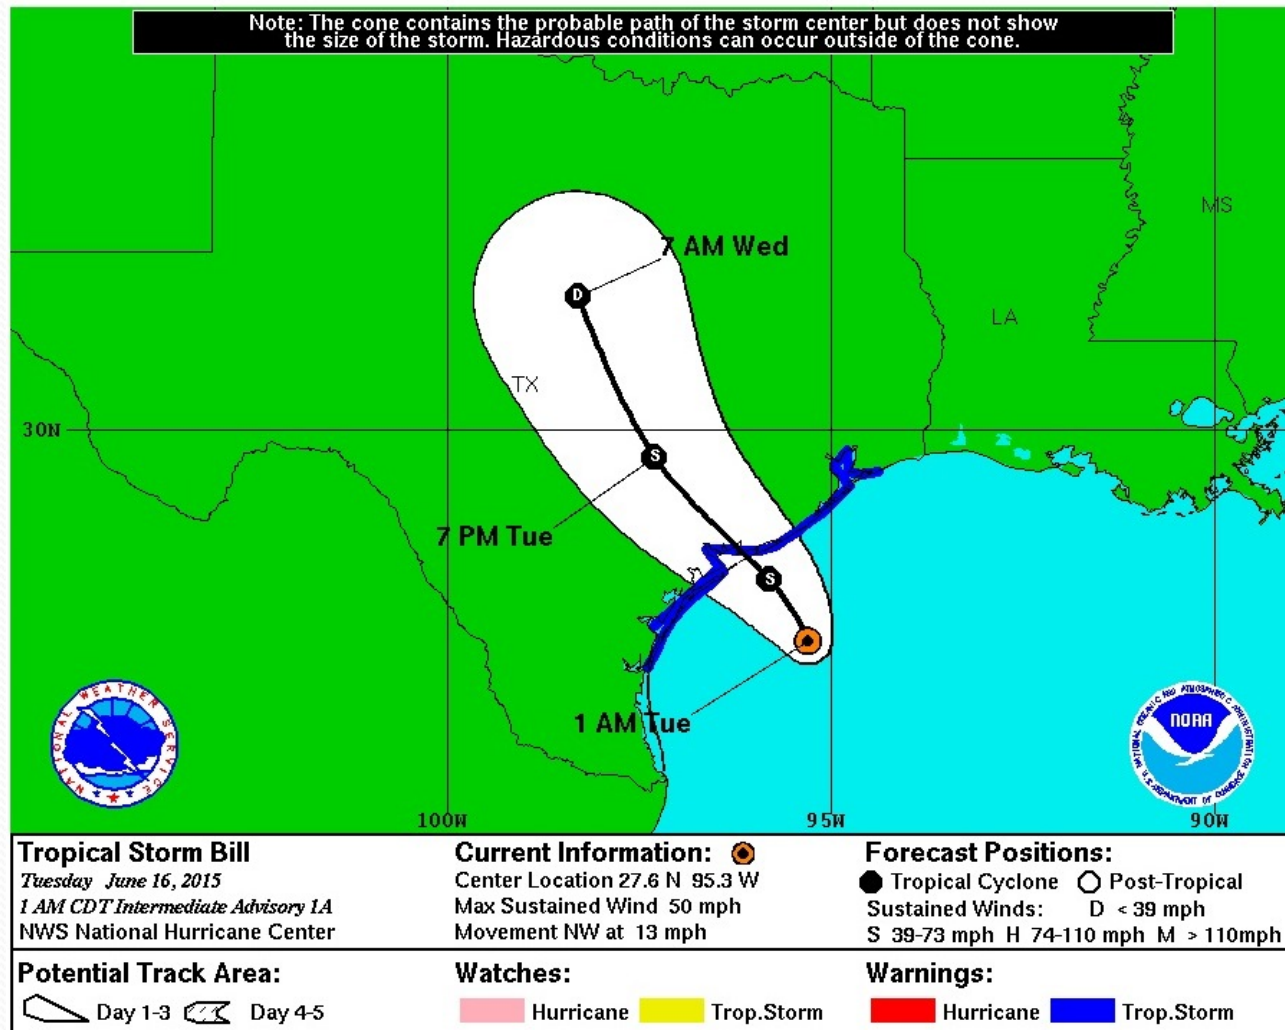 Note: The cone contains the probable path of the storm center but does not show
the size of the storm. Hazardous conditions can occur outside of the cone.
MS
7 AM Wed
D
LA
TX
30N
S
7 PM Tue
S
1 AM Tue
NATIONAL WEATHER SERVICE
NOAA
100W 95W 90W
Tropical Storm Bill
Tuesday June 16, 2015
1 AM CDT Intermediate Advisory 1A
NWS National Hurricane Center
Current Information:
Center Location 27.6 N 95.3 W
Max Sustained Wind 50 mph
Movement NW at 13 mph
Forecast Positions:
Tropical Cyclone Post-Tropical
Sustained Winds: D < 39 mph
S 39-73 mph H 74-110 mph M > 110mph
Potential Track Area:
Day 1-3 Day 4-5
Watches:
Hurricane Trop.Storm
Warnings:
Hurricane Trop.Storm